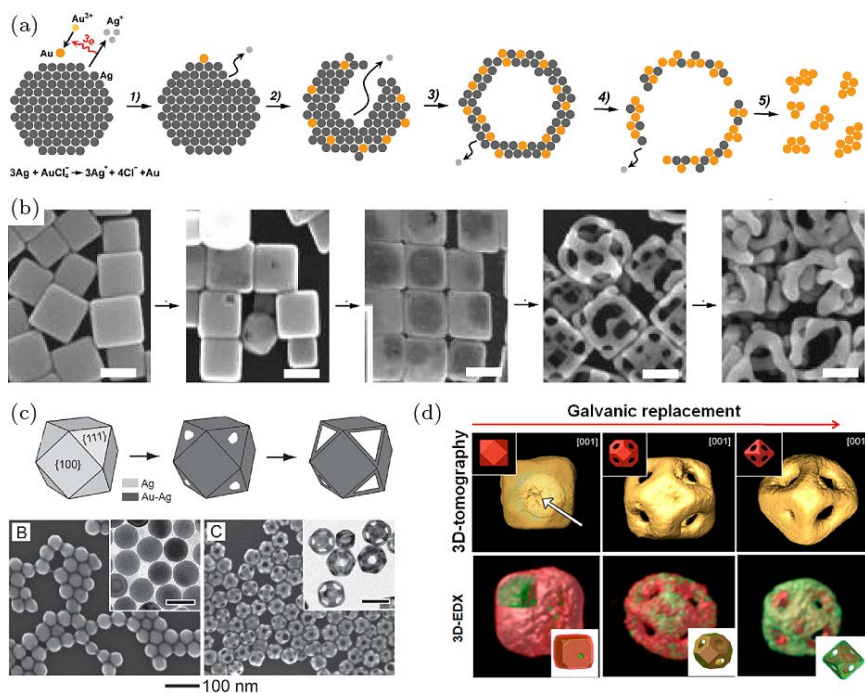 (a)
Au³⁺
Ag⁺
3e
Au
Ag
1)
2)
3)
4)
5)
3Ag + AuCl₄⁻ → 3Ag⁺ + 4Cl⁻ +Au
(b)
(c)
{111}
{100}
Ag
Au-Ag
B
C
100 nm
(d)
Galvanic replacement
3D-tomography
[001]
[001]
[001]
3D-EDX